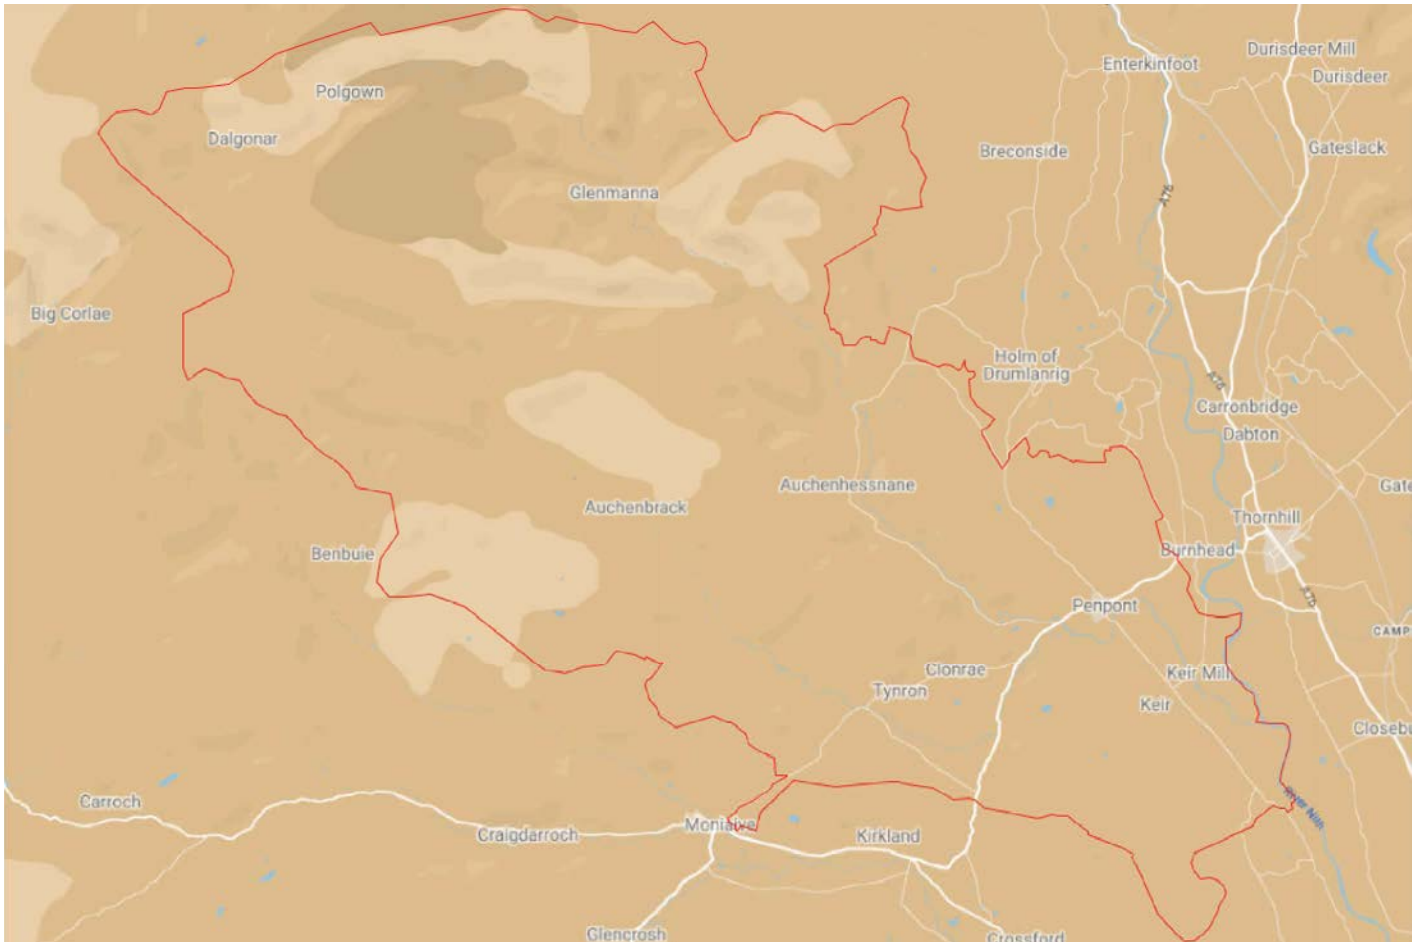 Durisdeer Mill
Enterkinfoot
Durisdeer
Polgown
Dalgonar
Gateslack
Breconside
Glenmanna
A76
Big Corlae
Holm of
Drumlanrig
A76
Carronbridge
Dabton
Auchenhessnane
Gate
Auchenbrack
Thornhill
Benbuie
Burnhead
A76
Penpont
CAMP
Clonrae
Keir Mill
Tynron
Keir
Closebu
Carroch
River Nith
Moniaive
Craigdarroch
Kirkland
Glencrosh
Crossford